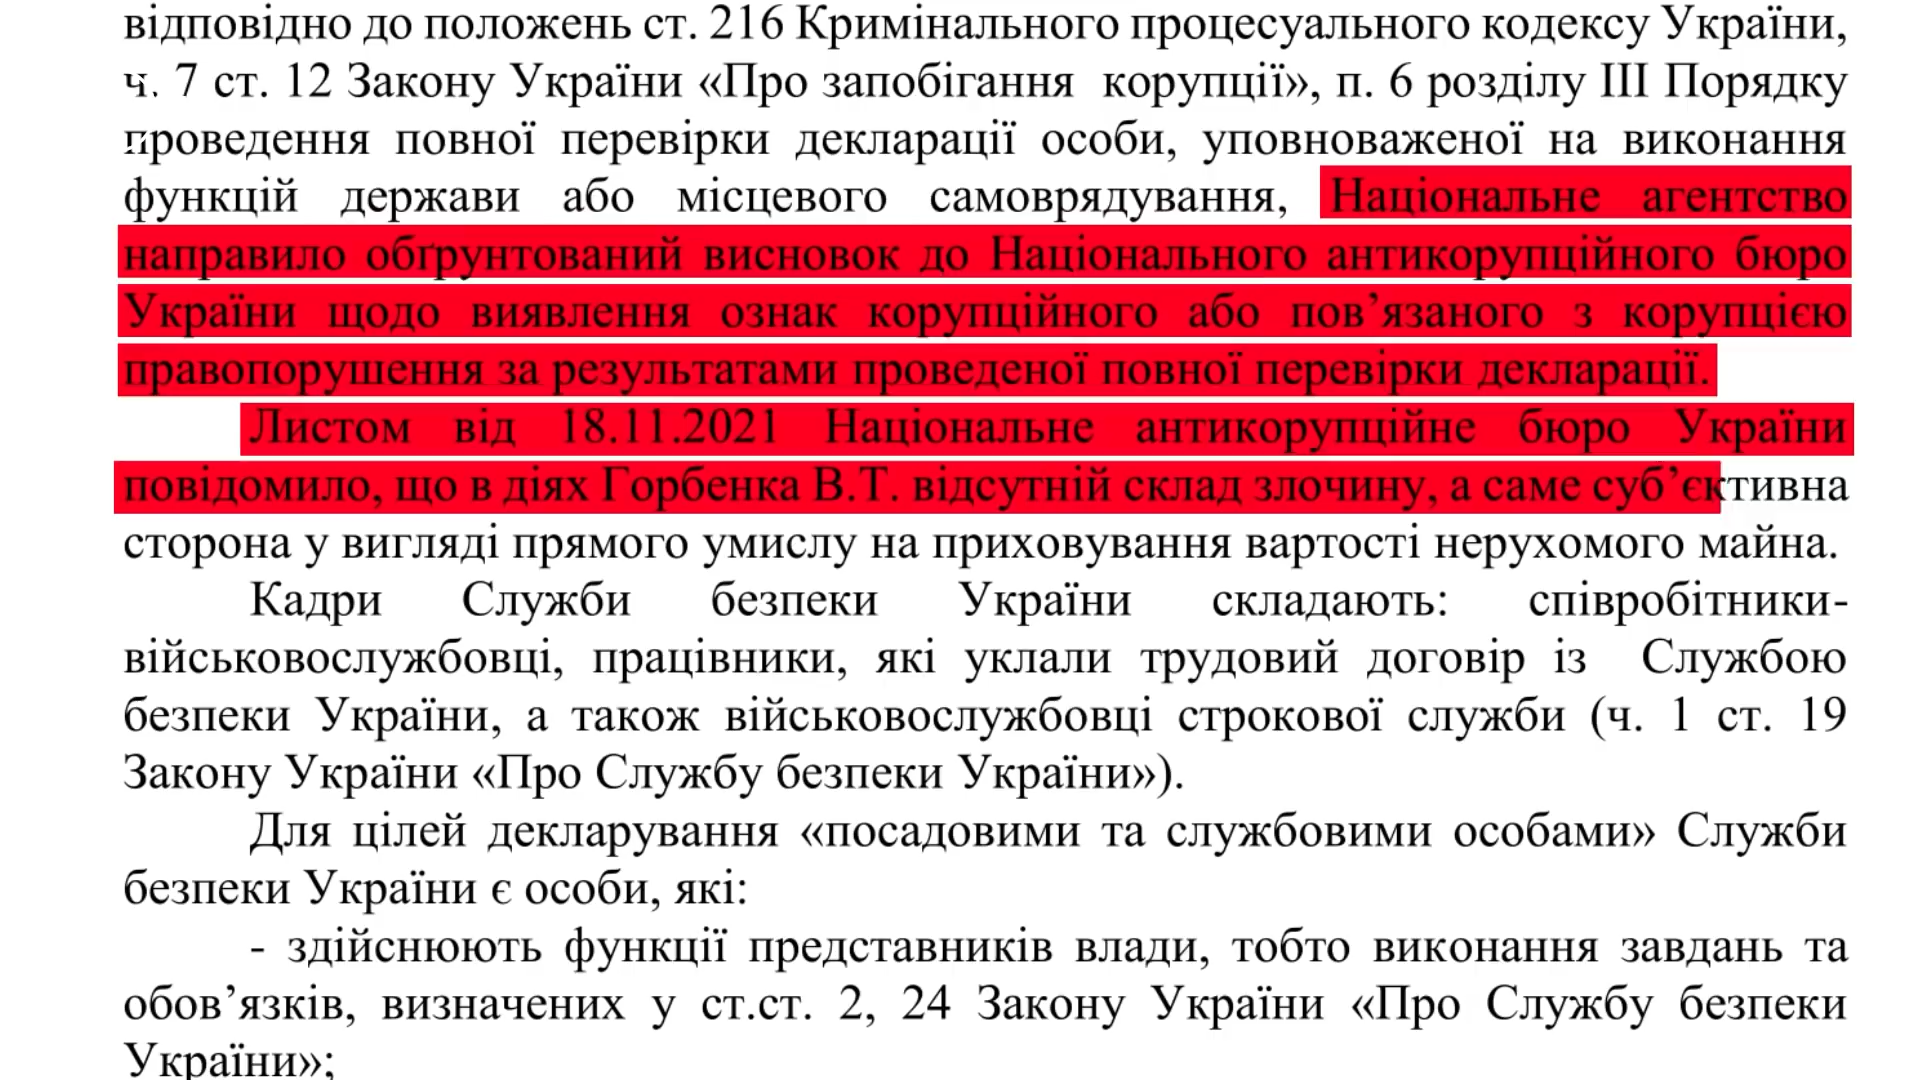 відповідно до положень ст. 216 Кримінального процесуального кодексу України,
ч. 7 ст. 12 Закону України «Про запобігання корупції», п. 6 розділу ІІІ Порядку
проведення повної перевірки декларації особи, уповноваженої на виконання
функцій держави або місцевого самоврядування, Національне агентство
направило обґрунтований висновок до Національного антикорупційного бюро
України щодо виявлення ознак корупційного або пов’язаного з корупцією
правопорушення за результатами проведеної повної перевірки декларації.
Листом від 18.11.2021 Національне антикорупційне бюро України
повідомило, що в діях Горбенка В.Т. відсутній склад злочину, а саме суб’єктивна
сторона у вигляді прямого умислу на приховування вартості нерухомого майна.
Кадри Служби безпеки України складають: співробітники-
військовослужбовці, працівники, які уклали трудовий договір із Службою
безпеки України, а також військовослужбовці строкової служби (ч. 1 ст. 19
Закону України «Про Службу безпеки України»).
Для цілей декларування «посадовими та службовими особами» Служби
безпеки України є особи, які:
- здійснюють функції представників влади, тобто виконання завдань та
обов’язків, визначених у ст.ст. 2, 24 Закону України «Про Службу безпеки
України»;